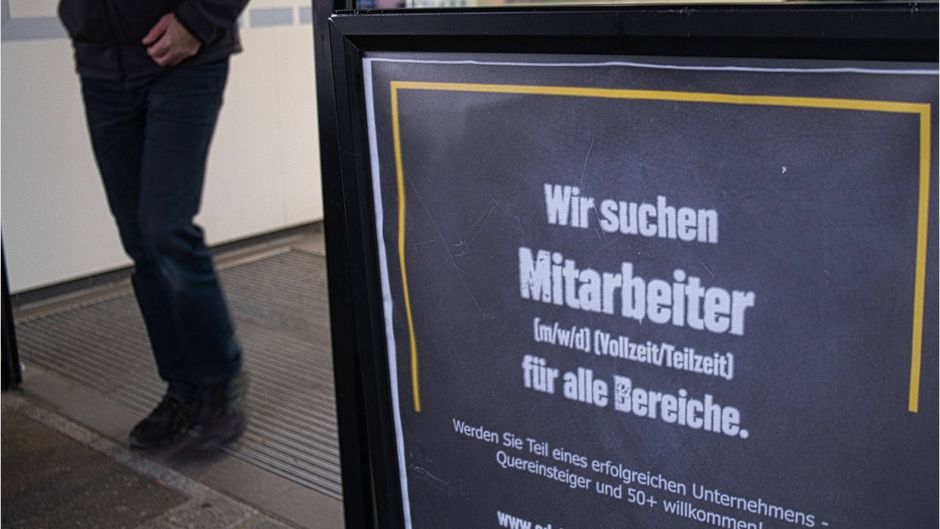 Wir suchen
Mitarbeiter
(m/w/d) (Vollzeit/Teilzeit)
für alle Bereiche.
Werden Sie Teil eines erfolgreichen Unternehmens -
Quereinsteiger und 50+ willkommen